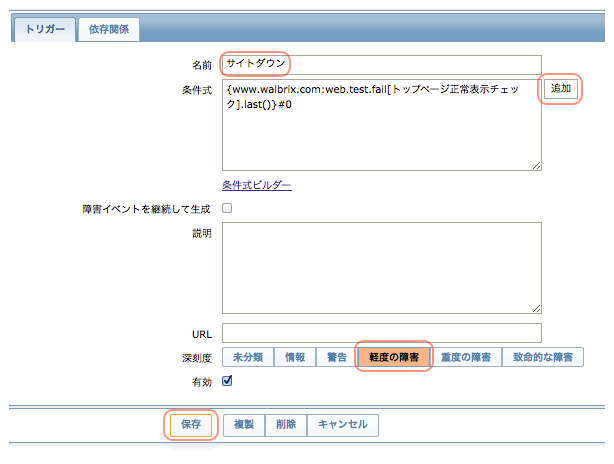 トリガー 依存関係
名前 サイトダウン
条件式 {www.walbrix.com:web.test.fail[トップページ正常表示チェッ 追加
ク].last()}#0
条件式ビルダー
障害イベントを継続して生成
説明
URL
深刻度 未分類 情報 警告 軽度の障害 重度の障害 致命的な障害
有効
保存 複製 削除 キャンセル